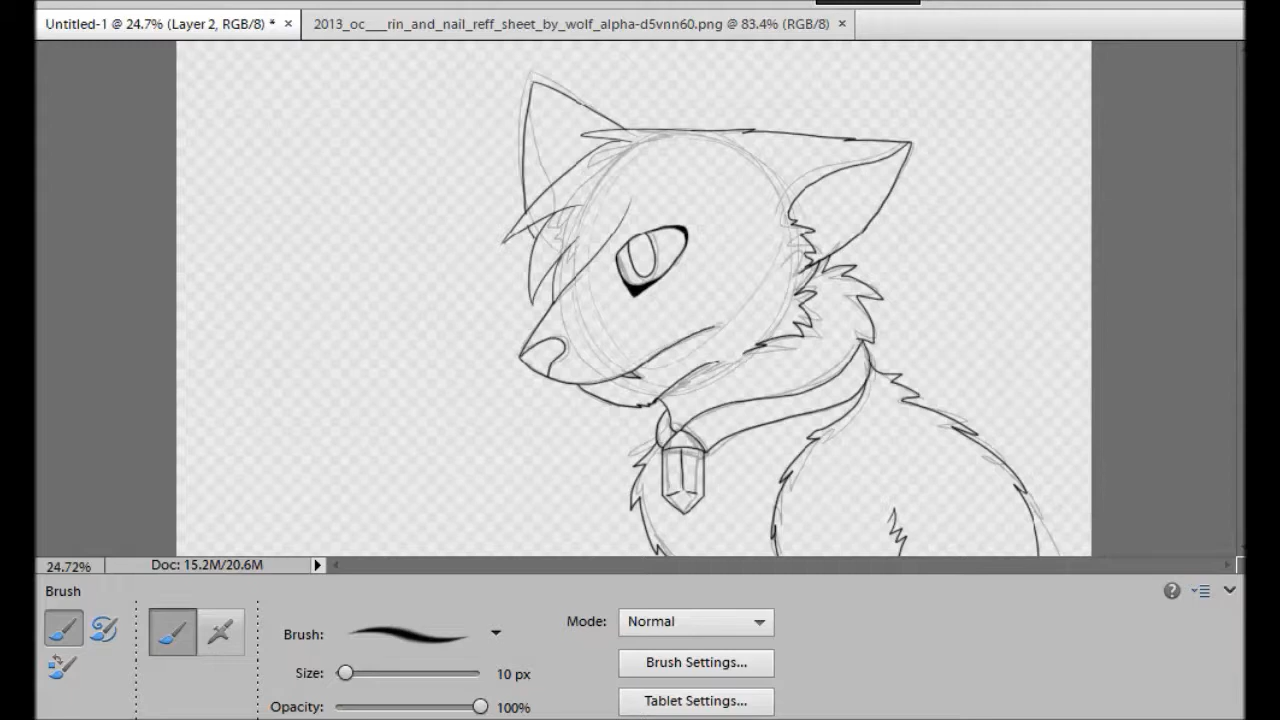 Untitled-1 @ 24.7% (Layer 2, RGB/8) * × 2013_oc___rin_and_nail_reff_sheet_by_wolf_alpha-d5vnn60.png @ 83.4% (RGB/8) ×
24.72% Doc: 15.2M/20.6M
Brush
Brush:
Mode: Normal
Size: 10 px
Brush Settings...
Opacity: 100%
Tablet Settings...